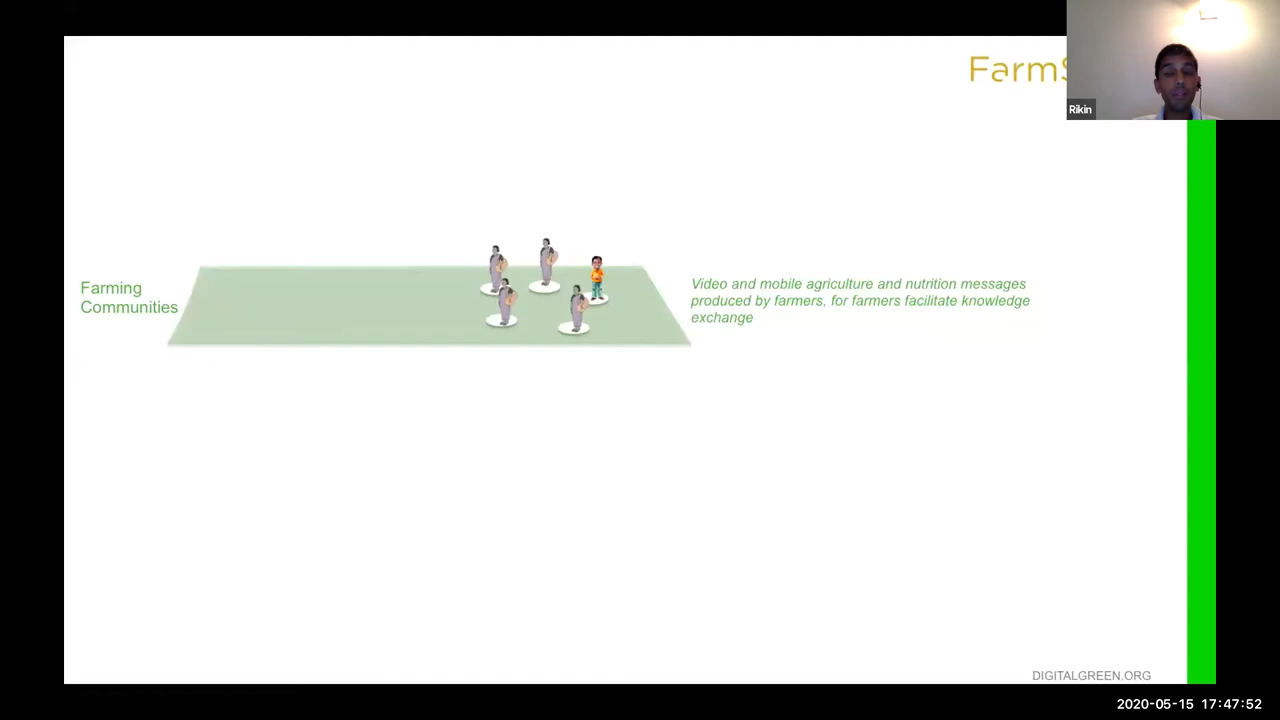 FarmS
Rikin
Farming
Communities
Video and mobile agriculture and nutrition messages
produced by farmers, for farmers facilitate knowledge
exchange
DIGITALGREEN.ORG
2020-05-15 17:47:52